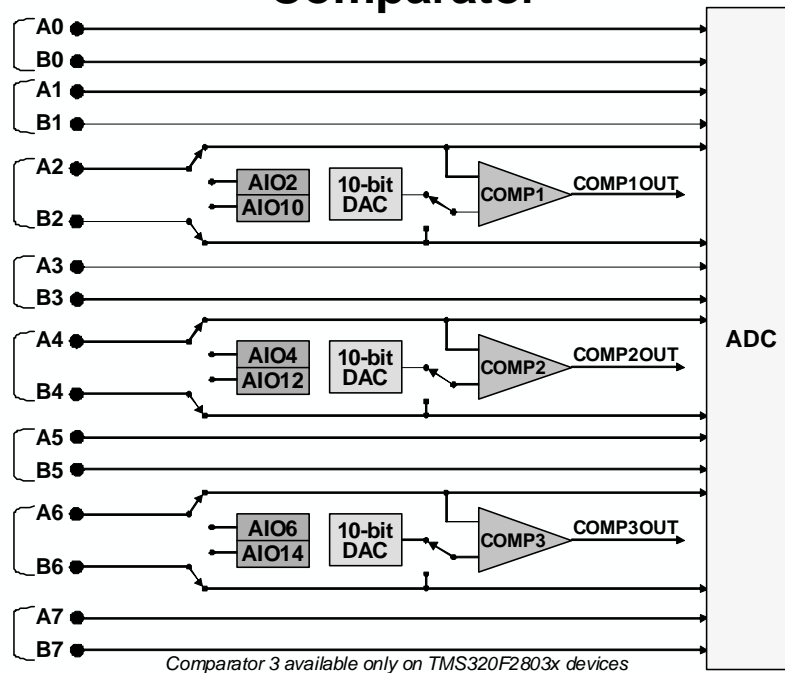 Comparator
A0
B0
A1
B1
A2
AIO2
10-bit
DAC
COMP1
COMP1OUT
AIO10
B2
A3
B3
A4
AIO4
10-bit
DAC
COMP2
COMP2OUT
ADC
AIO12
B4
A5
B5
A6
AIO6
10-bit
DAC
COMP3
COMP3OUT
AIO14
B6
A7
B7
Comparator 3 available only on TMS320F2803x devices